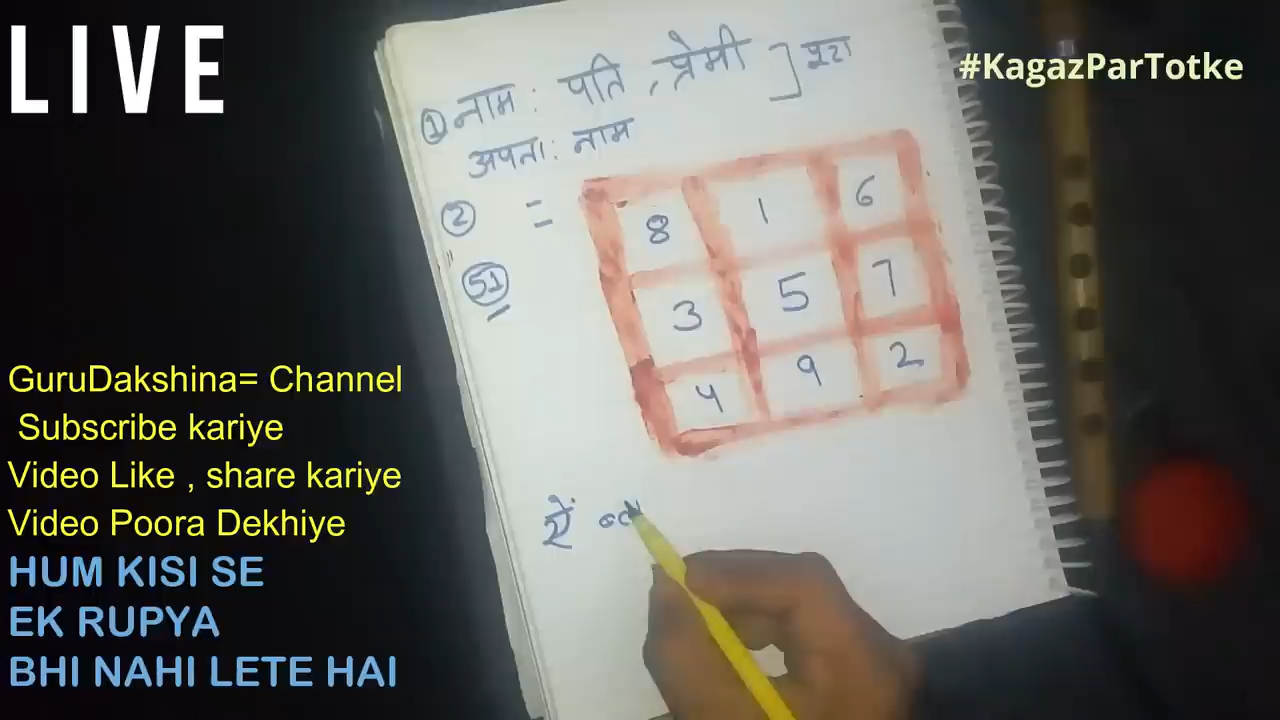 LIVE
#KagazParTotke
① नाम : पति , प्रेमी ] पूरा
अपना : नाम
② =
8 1 6
51
3 5 7
4 9 2
GuruDakshina= Channel
Subscribe kariye
Video Like , share kariye
Video Poora Dekhiye
HUM KISI SE
EK RUPYA
BHI NAHI LETE HAI